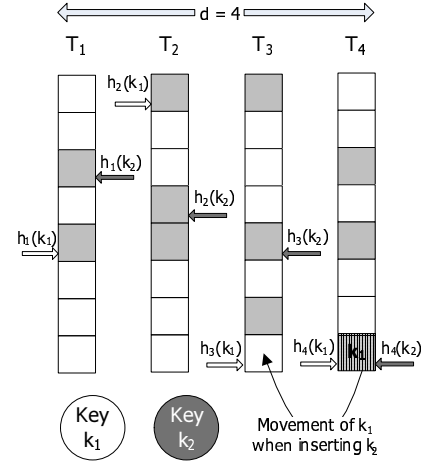 d = 4
T1 T2 T3 T4
h2(k1)
h1(k2)
h2(k2)
h1(k1)
h3(k2)
h3(k1)
h4(k1)
k1
h4(k2)
Key
k1
Key
k2
Movement of k1
when inserting k2